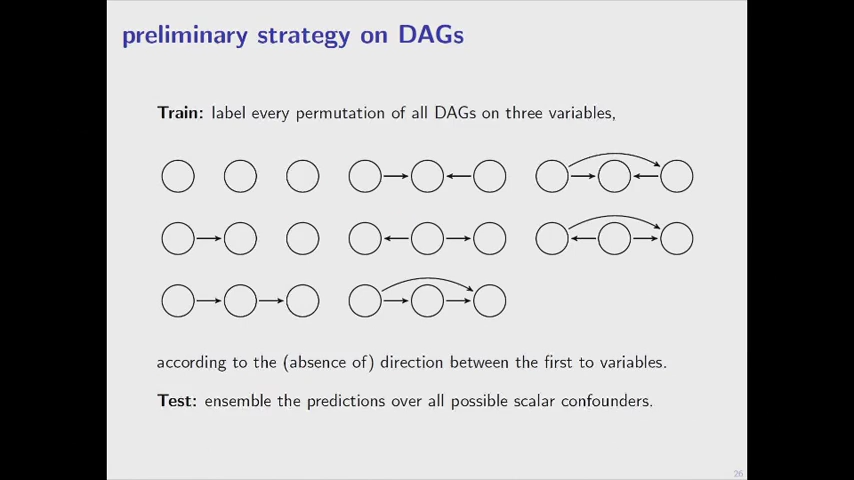 preliminary strategy on DAGs
Train: label every permutation of all DAGs on three variables,
according to the (absence of) direction between the first to variables.
Test: ensemble the predictions over all possible scalar confounders.
26